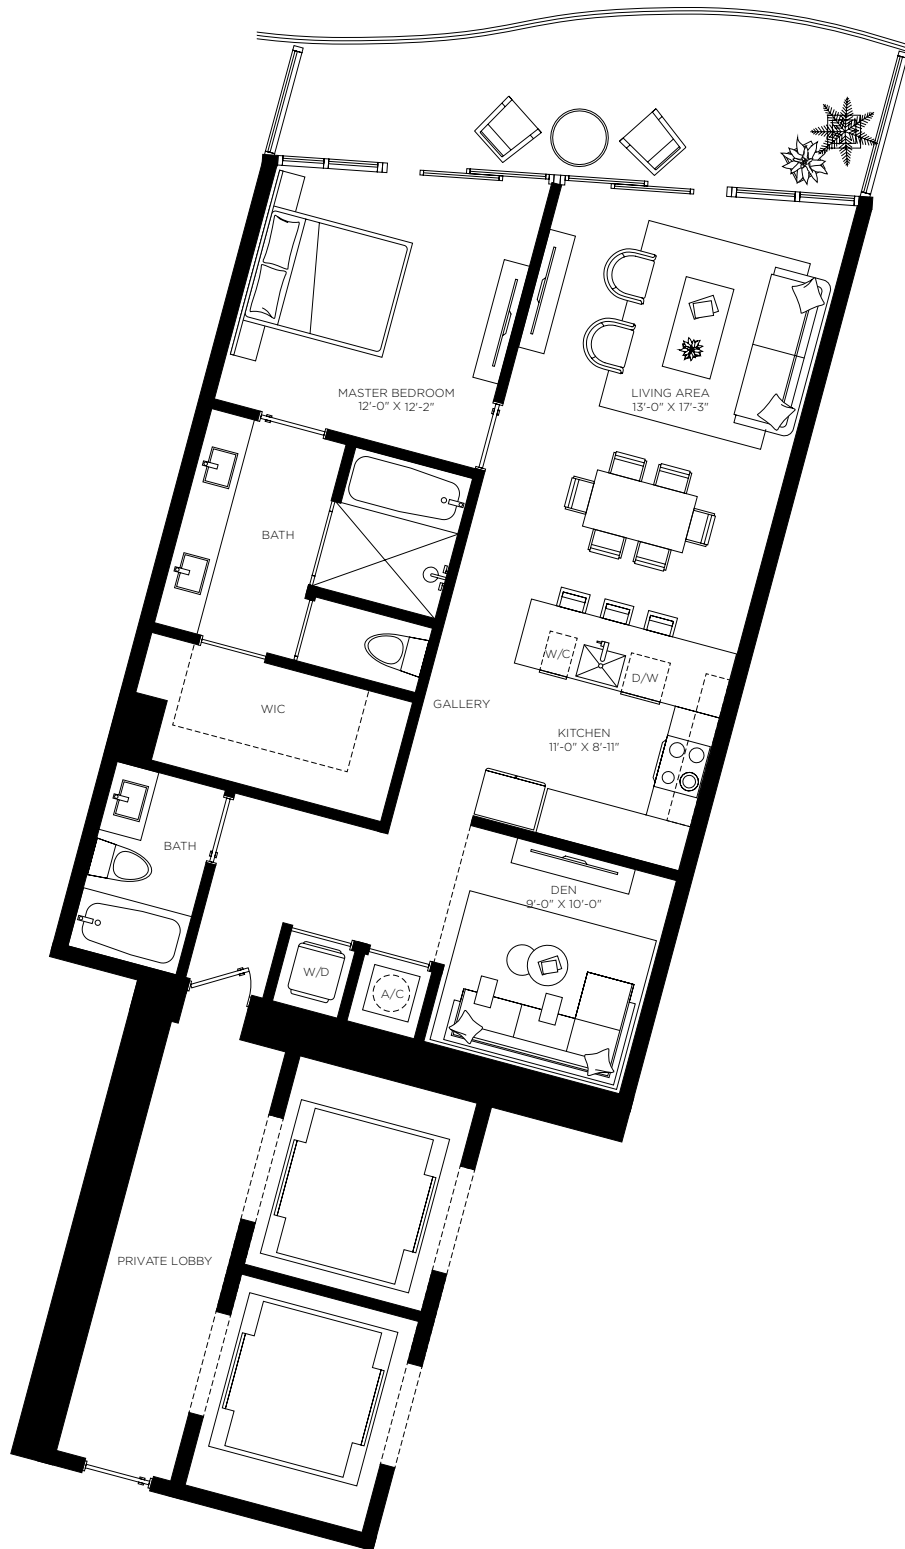 MASTER BEDROOM
12'-0" X 12'-2"
LIVING AREA
13'-0" X 17'-3"
BATH
W/C
D/W
GALLERY
WIC
KITCHEN
11'-0" X 8'-11"
BATH
DEN
9'-0" X 10'-0"
W/D
A/C
PRIVATE LOBBY